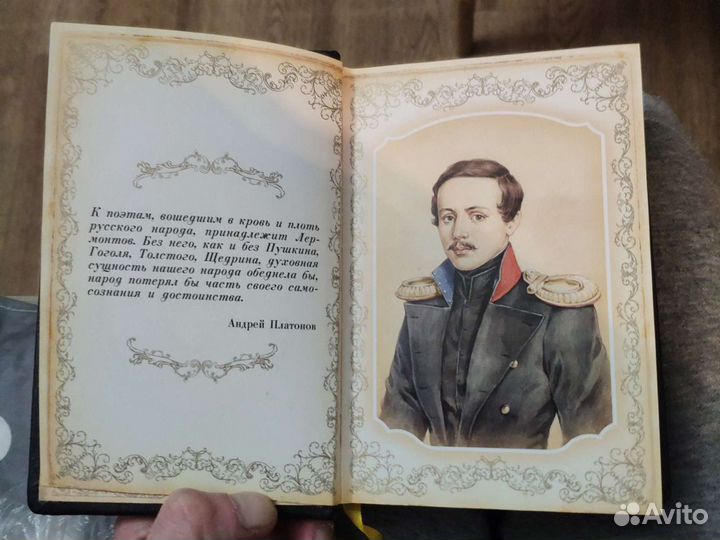 К поэтам, вошедшим в кровь и плоть
русского народа, принадлежит Лер-
монтов. Без него, как и без Пушкина,
Гоголя, Толстого, Щедрина, духовная
сущность нашего народа обеднела бы,
народ потерял бы часть своего само-
сознания и достоинства.
Андрей Платонов
Avito